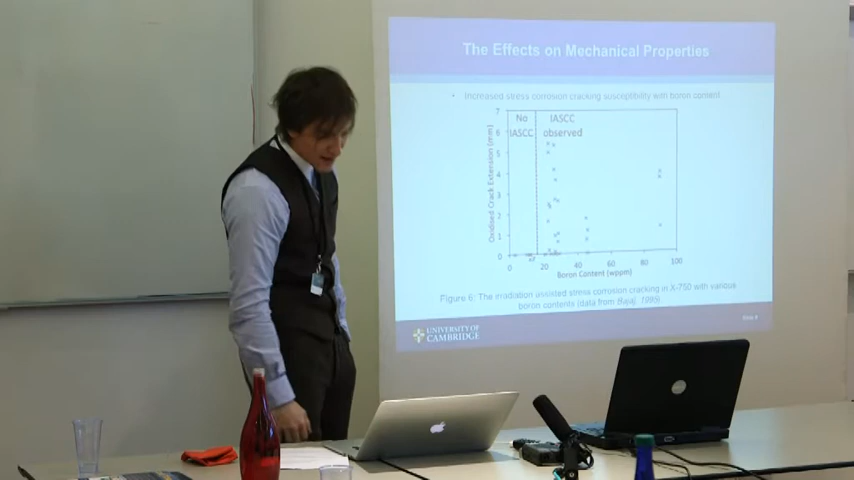 The Effects on Mechanical Properties
• Increased stress corrosion cracking susceptibility with boron content
No IASCC
IASCC observed
Oxidised Crack Extension (mm)
7
6
5
4
3
2
1
0
0
20
40
60
80
100
Boron Content (wppm)
Figure 6: The irradiation assisted stress corrosion cracking in X-750 with various
boron contents (data from Bajaj, 1995).
UNIVERSITY OF
CAMBRIDGE